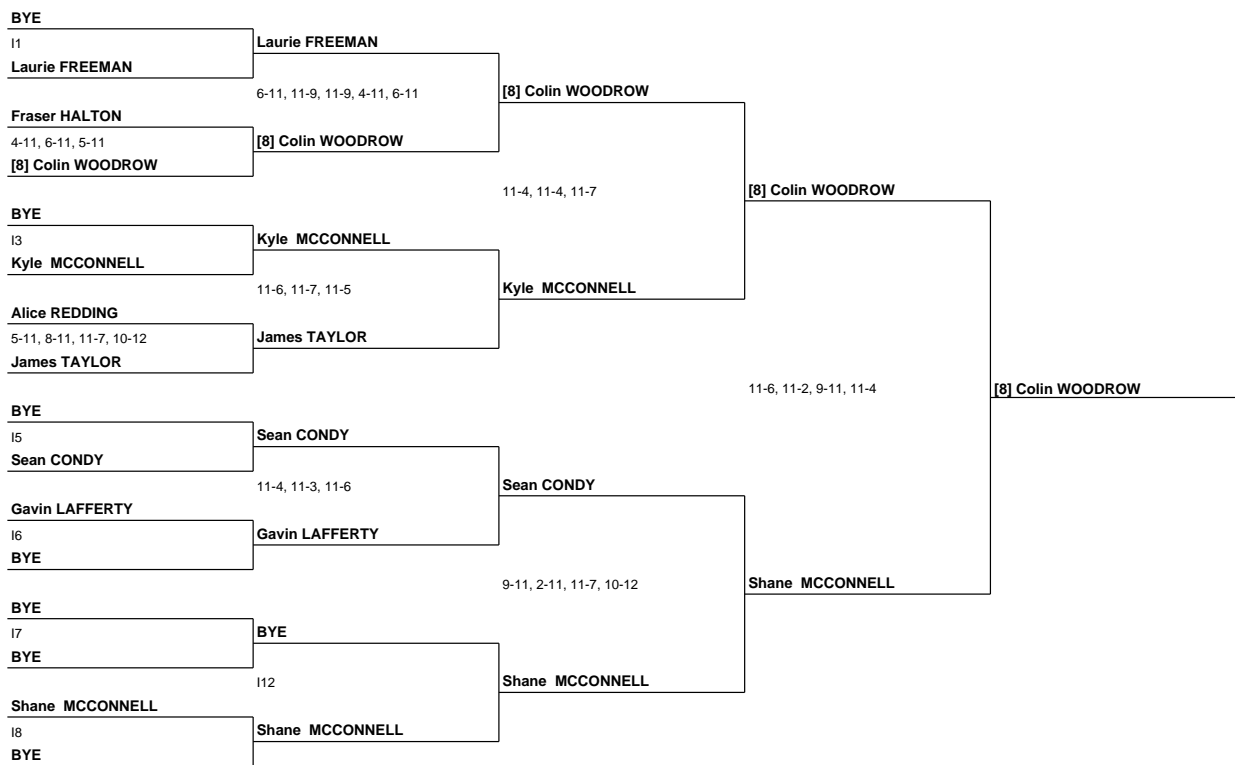 BYE
I1
Laurie FREEMAN
Laurie FREEMAN
6-11, 11-9, 11-9, 4-11, 6-11
[8] Colin WOODROW
Fraser HALTON
4-11, 6-11, 5-11
[8] Colin WOODROW
[8] Colin WOODROW
11-4, 11-4, 11-7
[8] Colin WOODROW
BYE
I3
Kyle MCCONNELL
Kyle MCCONNELL
11-6, 11-7, 11-5
Kyle MCCONNELL
Alice REDDING
5-11, 8-11, 11-7, 10-12
James TAYLOR
James TAYLOR
11-6, 11-2, 9-11, 11-4
[8] Colin WOODROW
BYE
I5
Sean CONDY
Sean CONDY
11-4, 11-3, 11-6
Sean CONDY
Gavin LAFFERTY
I6
BYE
Gavin LAFFERTY
9-11, 2-11, 11-7, 10-12
Shane MCCONNELL
BYE
I7
BYE
BYE
I12
Shane MCCONNELL
Shane MCCONNELL
I8
BYE
Shane MCCONNELL